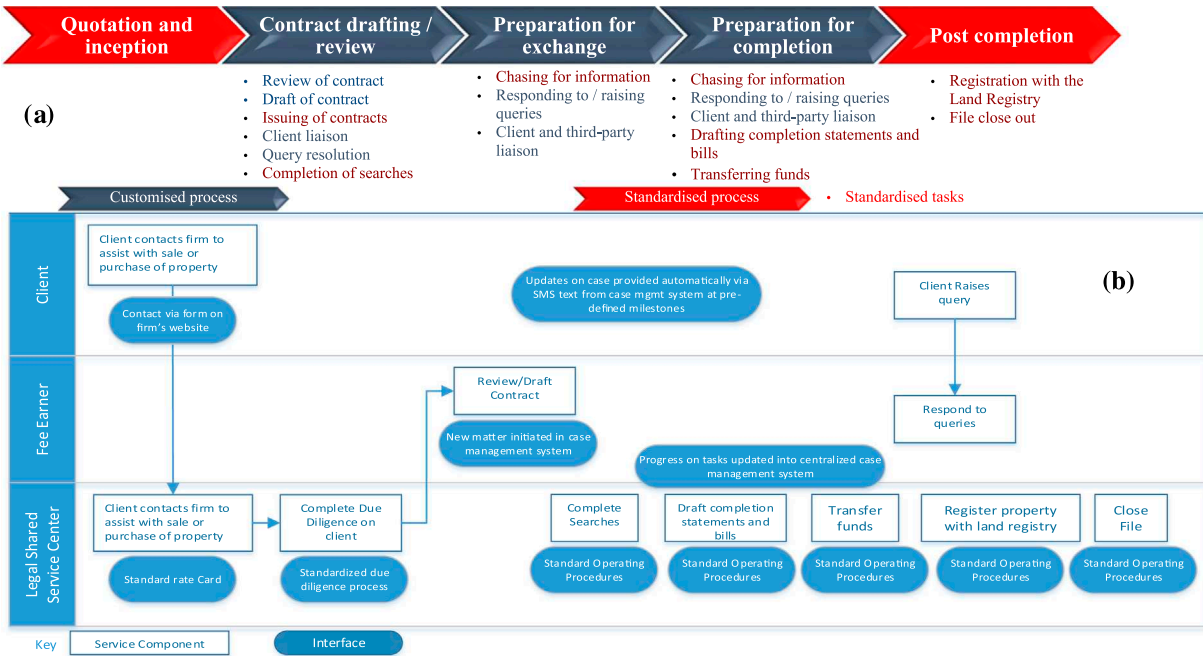 Quotation and
inception
Contract drafting /
review
Preparation for
exchange
Preparation for
completion
Post completion
(a)
• Review of contract
• Draft of contract
• Issuing of contracts
• Client liaison
• Query resolution
• Completion of searches
• Chasing for information
• Responding to / raising
queries
• Client and third-party
liaison
• Chasing for information
• Responding to / raising queries
• Client and third-party liaison
• Drafting completion statements and
bills
• Transferring funds
• Registration with the
Land Registry
• File close out
Customised process
Standardised process
• Standardised tasks
(b)
Client
Client contacts firm to
assist with sale or
purchase of property
Contact via form on
firm's website
Updates on case provided automatically via
SMS text from case mgmt system at pre-
defined milestones
Client Raises
query
Fee Earner
Review/Draft
Contract
New matter initiated in case
management system
Progress on tasks updated into centralized case
management system
Respond to
queries
Legal Shared
Service Center
Client contacts firm to
assist with sale or
purchase of property
Standard rate Card
Complete Due
Diligence on
client
Standardized due
diligence process
Complete
Searches
Standard Operating
Procedures
Draft completion
statements and
bills
Standard Operating
Procedures
Transfer
funds
Standard Operating
Procedures
Register property
with land registry
Standard Operating
Procedures
Close
File
Standard Operating
Procedures
Key
Service Component
Interface